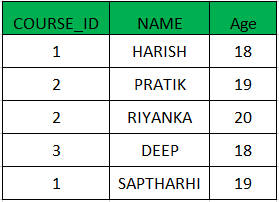 COURSE_ID NAME Age
1 HARISH 18
2 PRATIK 19
2 RIYANKA 20
3 DEEP 18
1 SAPTHARHI 19